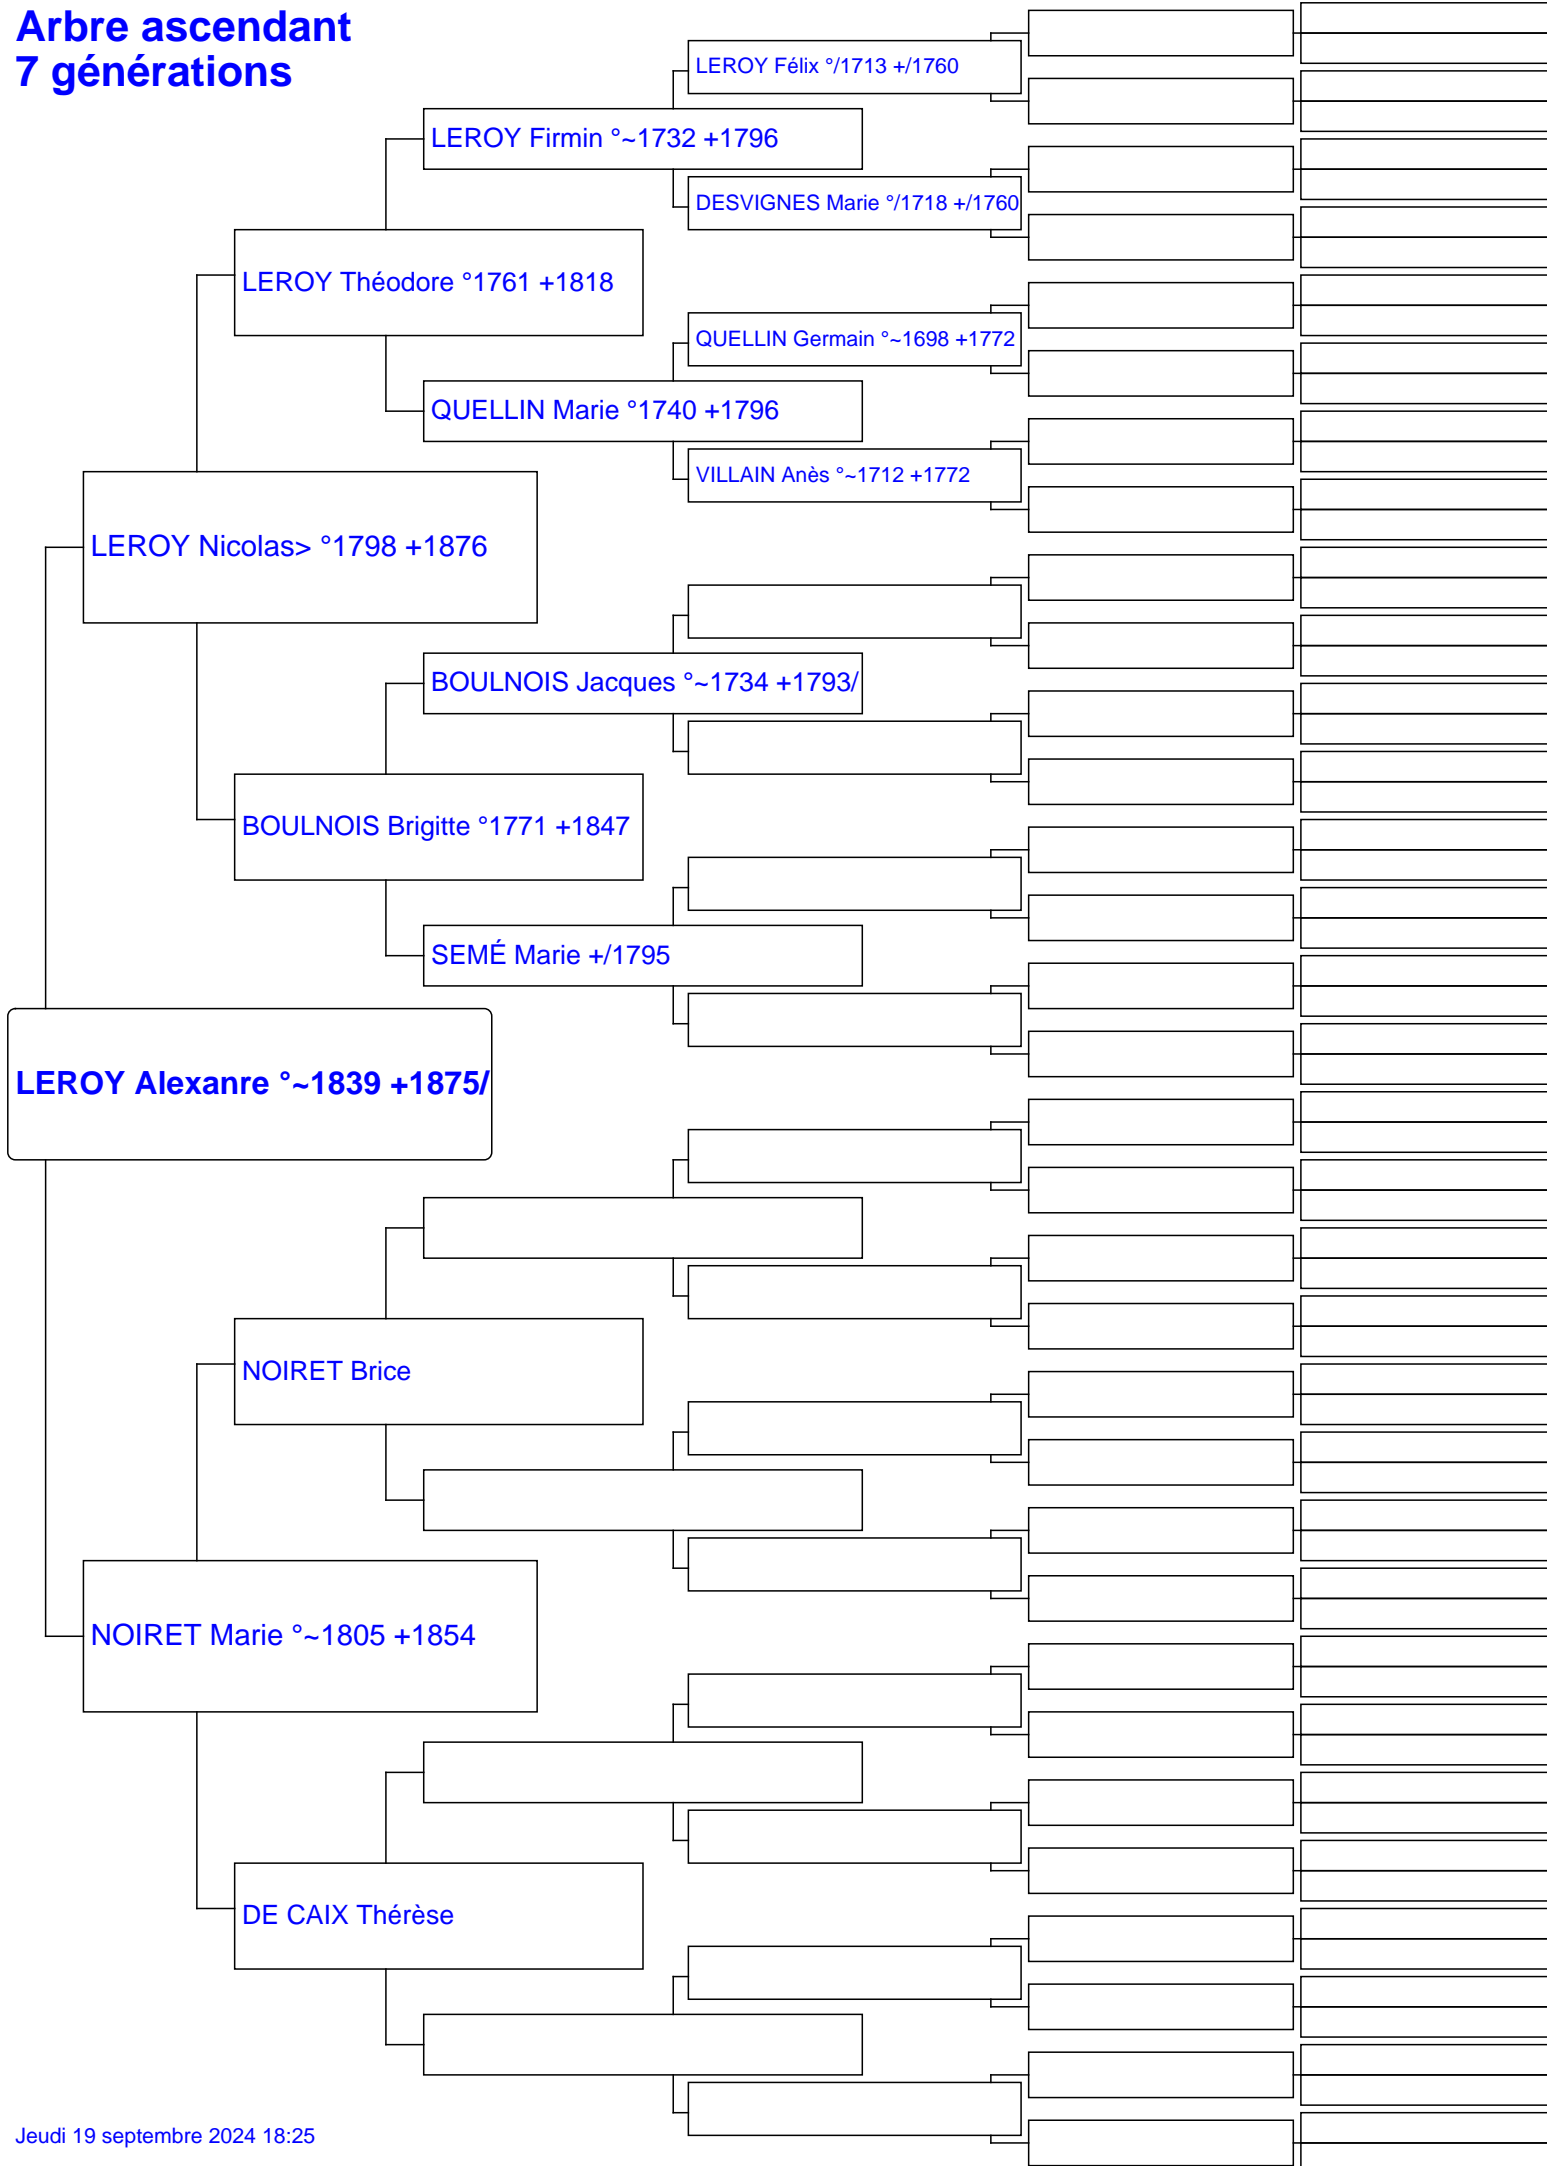 Arbre ascendant
7 générations
LEROY Félix °/1713 +/1760
LEROY Firmin °~1732 +1796
DESVIGNES Marie °/1718 +/1760
LEROY Théodore °1761 +1818
QUELLIN Germain °~1698 +1772
QUELLIN Marie °1740 +1796
VILLAIN Anès °~1712 +1772
LEROY Nicolas> °1798 +1876
BOULNOIS Jacques °~1734 +1793/
BOULNOIS Brigitte °1771 +1847
SEMÉ Marie +/1795
LEROY Alexanre °~1839 +1875/
NOIRET Brice
NOIRET Marie °~1805 +1854
DE CAIX Thérèse
Jeudi 19 septembre 2024 18:25